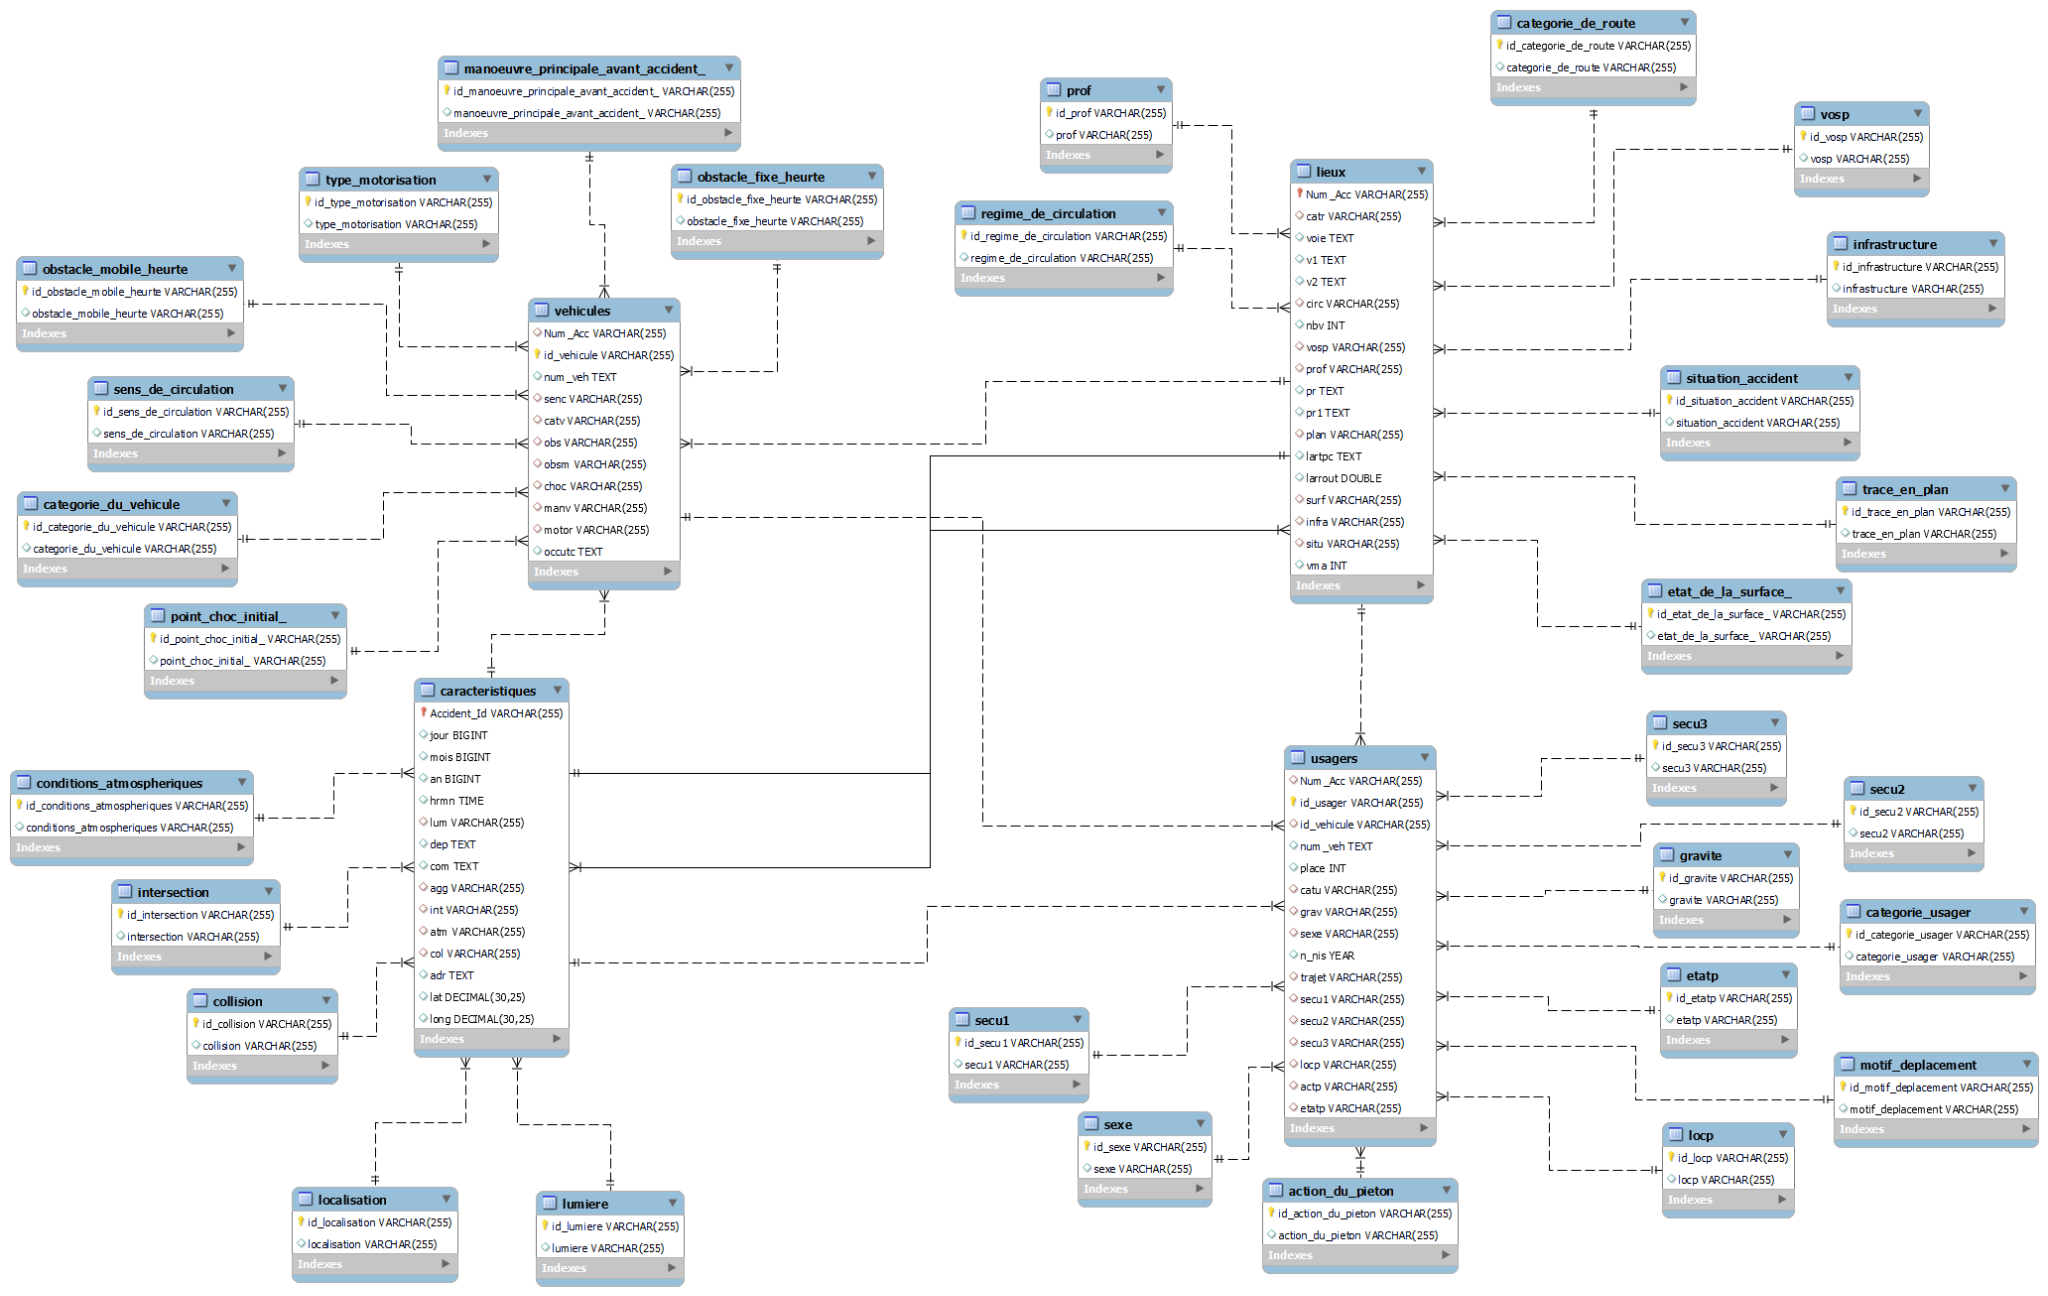 manoeuvre_principale_avant_accident_
id_manoeuvre_principale_avant_accident_ VARCHAR(255)
manoeuvre_principale_avant_accident_ VARCHAR(255)
Indexes
type_motorisation
id_type_motorisation VARCHAR(255)
type_motorisation VARCHAR(255)
Indexes
obstacle_fixe_heurte
id_obstacle_fixe_heurte VARCHAR(255)
obstacle_fixe_heurte VARCHAR(255)
Indexes
obstacle_mobile_heurte
id_obstacle_mobile_heurte VARCHAR(255)
obstacle_mobile_heurte VARCHAR(255)
Indexes
sens_de_circulation
id_sens_de_circulation VARCHAR(255)
sens_de_circulation VARCHAR(255)
Indexes
categorie_du_vehicule
id_categorie_du_vehicule VARCHAR(255)
categorie_du_vehicule VARCHAR(255)
Indexes
point_choc_initial_
id_point_choc_initial_ VARCHAR(255)
point_choc_initial_ VARCHAR(255)
Indexes
vehicules
Num_Acc VARCHAR(255)
id_vehicule VARCHAR(255)
num_veh TEXT
senc VARCHAR(255)
catv VARCHAR(255)
obs VARCHAR(255)
obsm VARCHAR(255)
choc VARCHAR(255)
manv VARCHAR(255)
motor VARCHAR(255)
occutc TEXT
Indexes
caracteristiques
Accident_Id VARCHAR(255)
jour BIGINT
mois BIGINT
an BIGINT
hrmn TIME
lum VARCHAR(255)
dep TEXT
com TEXT
agg VARCHAR(255)
int VARCHAR(255)
atm VARCHAR(255)
col VARCHAR(255)
adr TEXT
lat DECIMAL(30,25)
long DECIMAL(30,25)
Indexes
conditions_atmospheriques
id_conditions_atmospheriques VARCHAR(255)
conditions_atmospheriques VARCHAR(255)
Indexes
intersection
id_intersection VARCHAR(255)
intersection VARCHAR(255)
Indexes
collision
id_collision VARCHAR(255)
collision VARCHAR(255)
Indexes
localisation
id_localisation VARCHAR(255)
localisation VARCHAR(255)
Indexes
lumiere
id_lumiere VARCHAR(255)
lumiere VARCHAR(255)
Indexes
prof
id_prof VARCHAR(255)
prof VARCHAR(255)
Indexes
regime_de_circulation
id_regime_de_circulation VARCHAR(255)
regime_de_circulation VARCHAR(255)
Indexes
categorie_de_route
id_categorie_de_route VARCHAR(255)
categorie_de_route VARCHAR(255)
Indexes
vosp
id_vosp VARCHAR(255)
vosp VARCHAR(255)
Indexes
lieux
Num_Acc VARCHAR(255)
catr VARCHAR(255)
voie TEXT
v1 TEXT
v2 TEXT
circ VARCHAR(255)
nbv INT
vosp VARCHAR(255)
prof VARCHAR(255)
pr TEXT
pr1 TEXT
plan VARCHAR(255)
lartpc TEXT
larrout DOUBLE
surf VARCHAR(255)
infra VARCHAR(255)
situ VARCHAR(255)
vma INT
Indexes
infrastructure
id_infrastructure VARCHAR(255)
infrastructure VARCHAR(255)
Indexes
situation_accident
id_situation_accident VARCHAR(255)
situation_accident VARCHAR(255)
Indexes
trace_en_plan
id_trace_en_plan VARCHAR(255)
trace_en_plan VARCHAR(255)
Indexes
etat_de_la_surface_
id_etat_de_la_surface_ VARCHAR(255)
etat_de_la_surface_ VARCHAR(255)
Indexes
usagers
Num_Acc VARCHAR(255)
id_usager VARCHAR(255)
id_vehicule VARCHAR(255)
num_veh TEXT
place INT
catu VARCHAR(255)
grav VARCHAR(255)
sexe VARCHAR(255)
n_nis YEAR
trajet VARCHAR(255)
secu1 VARCHAR(255)
secu2 VARCHAR(255)
secu3 VARCHAR(255)
locp VARCHAR(255)
actp VARCHAR(255)
etatp VARCHAR(255)
Indexes
secu3
id_secu3 VARCHAR(255)
secu3 VARCHAR(255)
Indexes
secu2
id_secu2 VARCHAR(255)
secu2 VARCHAR(255)
Indexes
gravite
id_gravite VARCHAR(255)
gravite VARCHAR(255)
Indexes
categorie_usager
id_categorie_usager VARCHAR(255)
categorie_usager VARCHAR(255)
Indexes
etatp
id_etatp VARCHAR(255)
etatp VARCHAR(255)
Indexes
motif_deplacement
id_motif_deplacement VARCHAR(255)
motif_deplacement VARCHAR(255)
Indexes
locp
id_locp VARCHAR(255)
locp VARCHAR(255)
Indexes
secu1
id_secu1 VARCHAR(255)
secu1 VARCHAR(255)
Indexes
sexe
id_sexe VARCHAR(255)
sexe VARCHAR(255)
Indexes
action_du_pieton
id_action_du_pieton VARCHAR(255)
action_du_pieton VARCHAR(255)
Indexes